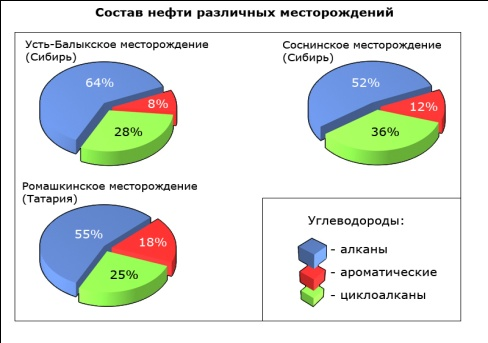 Состав нефти различных месторождений
Усть-Балыкское месторождение
(Сибирь)
64%
8%
28%
Соснинское месторождение
(Сибирь)
52%
12%
36%
Ромашкинское месторождение
(Татария)
55%
18%
25%
Углеводороды:
- алканы
- ароматические
- циклоалканы